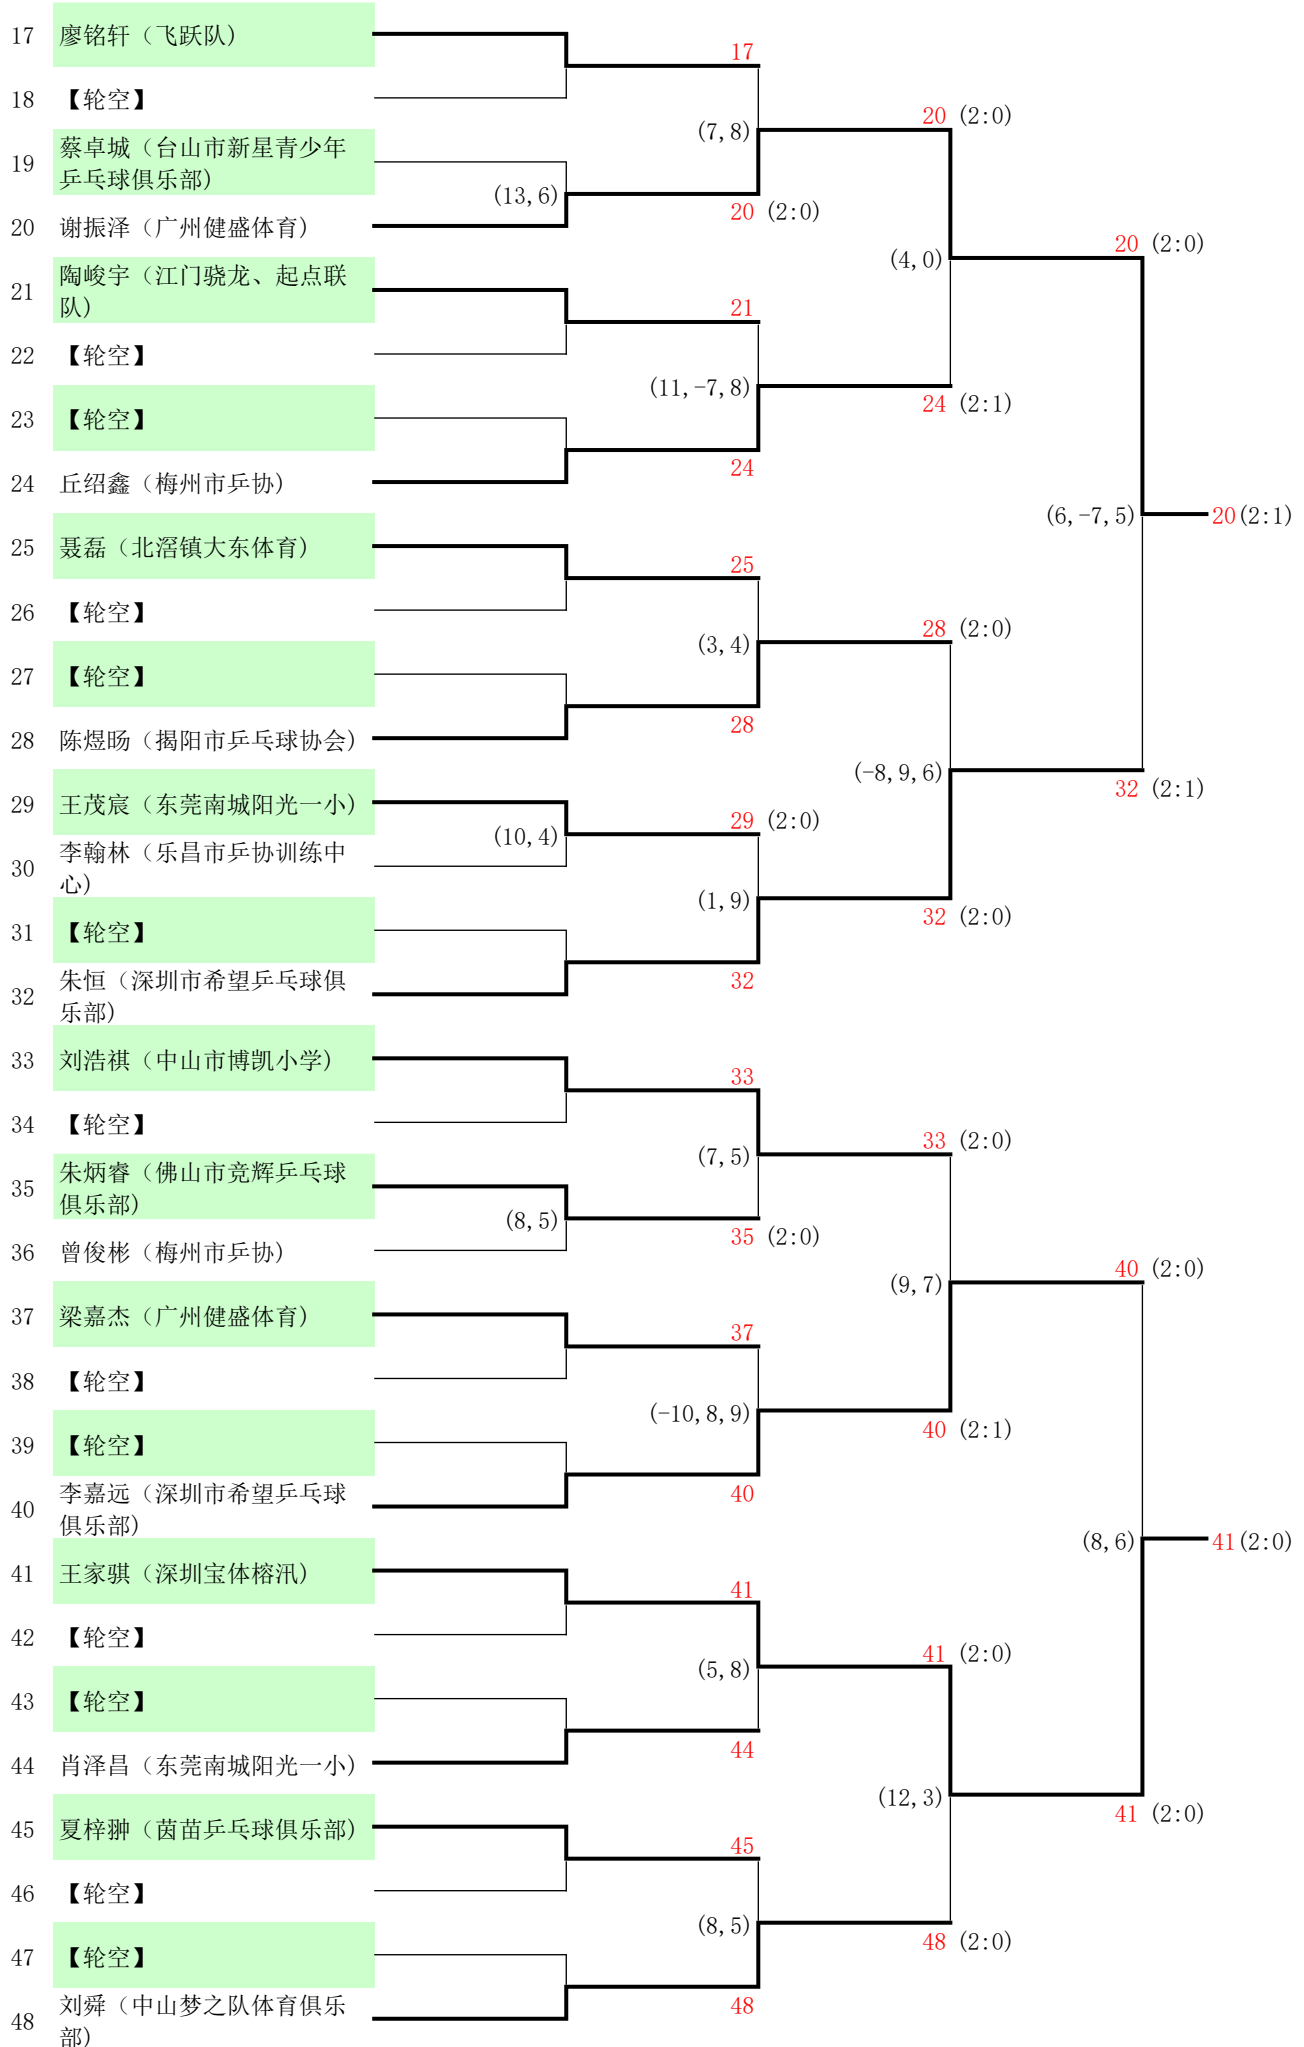 17 廖铭轩（飞跃队）
17
18 【轮空】
20 (2:0)
(7,8)
19 蔡卓城（台山市新星青少年
乒乓球俱乐部）
(13,6)
20 (2:0)
20 谢振泽（广州健盛体育）
20 (2:0)
(4,0)
21 陶峻宇（江门骁龙、起点联
队）
21
22 【轮空】
(11,-7,8)
24 (2:1)
23 【轮空】
24
24 丘绍鑫（梅州市乒协）
(6,-7,5)
20(2:1)
25 聂磊（北滘镇大东体育）
25
26 【轮空】
28 (2:0)
(3,4)
27 【轮空】
28
28 陈煜旸（揭阳市乒乓球协会）
(-8,9,6)
32 (2:1)
29 王茂宸（东莞南城阳光一小）
29 (2:0)
(10,4)
30 李翰林（乐昌市乒协训练中
心）
(1,9)
32 (2:0)
31 【轮空】
32
32 朱恒（深圳市希望乒乓球俱
乐部）
33 刘浩祺（中山市博凯小学）
33
34 【轮空】
33 (2:0)
(7,5)
35 朱炳睿（佛山市竞辉乒乓球
俱乐部）
(8,5)
35 (2:0)
36 曾俊彬（梅州市乒协）
40 (2:0)
(9,7)
37 梁嘉杰（广州健盛体育）
37
38 【轮空】
(-10,8,9)
40 (2:1)
39 【轮空】
40
40 李嘉远（深圳市希望乒乓球
俱乐部）
(8,6)
41(2:0)
41 王家骐（深圳宝体榕汛）
41
42 【轮空】
41 (2:0)
(5,8)
43 【轮空】
44
44 肖泽昌（东莞南城阳光一小）
(12,3)
41 (2:0)
45 夏梓翀（茵苗乒乓球俱乐部）
45
46 【轮空】
(8,5)
48 (2:0)
47 【轮空】
48
48 刘舜（中山梦之队体育俱乐
部）